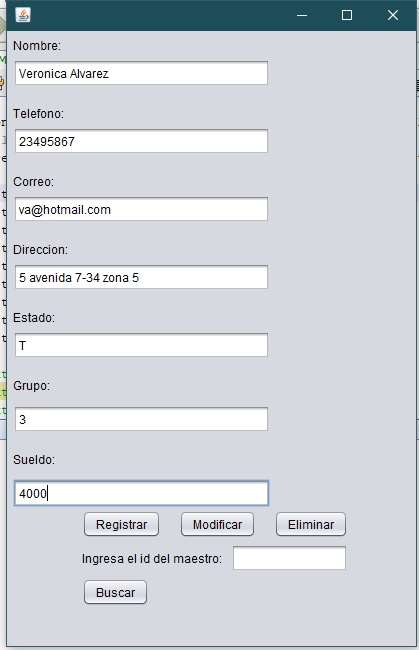 Nombre:
Veronica Alvarez
Telefono:
23495867
Correo:
va@hotmail.com
Direccion:
5 avenida 7-34 zona 5
Estado:
T
Grupo:
3
Sueldo:
4000
Registrar Modificar Eliminar
Ingresa el id del maestro:
Buscar